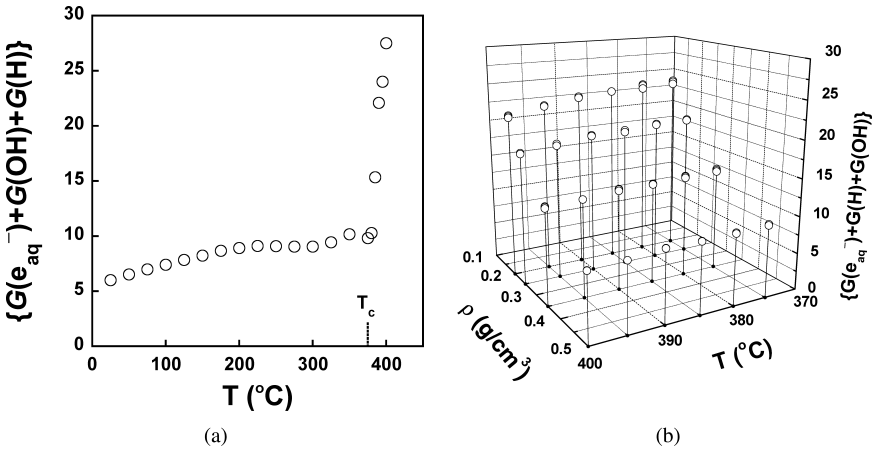 30
25
20
15
10
5
0
0 100 200 300 400
{G(e_aq^−)+G(OH)+G(H)}
T_c
T (°C)
(a)
30
25
20
15
10
5
0
{G(e_aq^−)+G(H)+G(OH)}
0.1
0.2
0.3
0.4
0.5
ρ (g/cm^3)
400 390 380 370
T (°C)
(b)